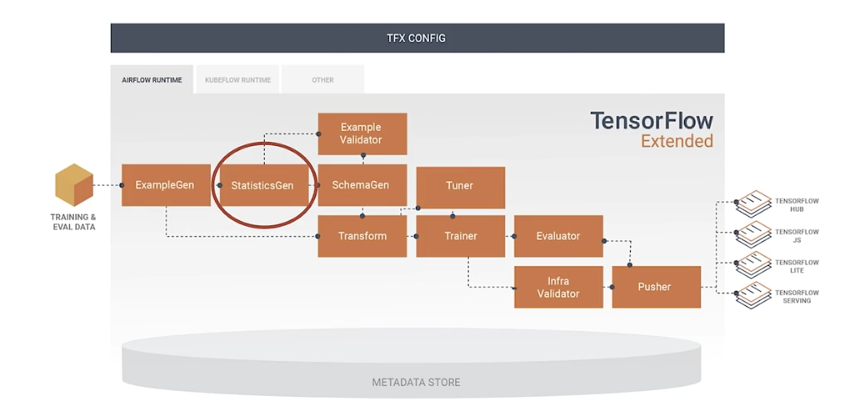 TFX CONFIG
AIRFLOW RUNTIME
KUBEFLOW RUNTIME
OTHER
TensorFlow
Extended
Example
Validator
ExampleGen
StatisticsGen
SchemaGen
Tuner
TRAINING &
EVAL DATA
Transform
Trainer
Evaluator
Infra
Validator
Pusher
TENSORFLOW
HUB
TENSORFLOW
JS
TENSORFLOW
LITE
TENSORFLOW
SERVING
METADATA STORE